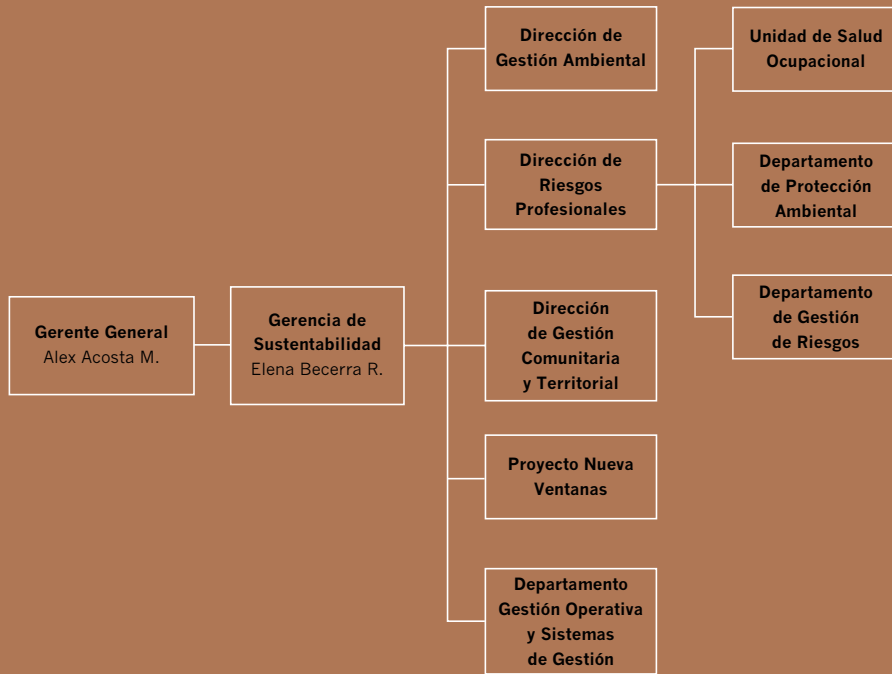 Gerente General
Alex Acosta M.
Gerencia de
Sustentabilidad
Elena Becerra R.
Dirección de
Gestión Ambiental
Dirección de
Riesgos
Profesionales
Dirección
de Gestión
Comunitaria
y Territorial
Proyecto Nueva
Ventanas
Departamento
Gestión Operativa
y Sistemas
de Gestión
Unidad de Salud
Ocupacional
Departamento
de Protección
Ambiental
Departamento
de Gestión
de Riesgos